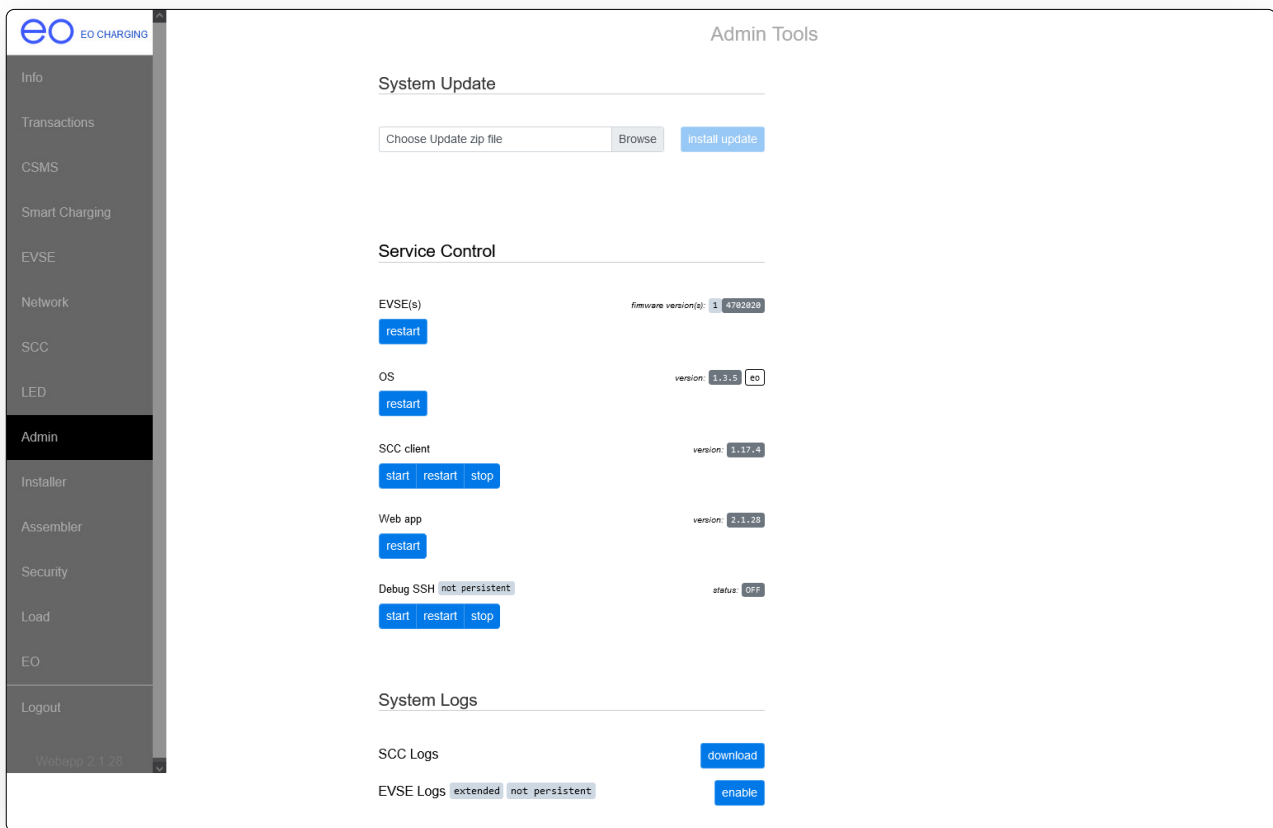 eo EO CHARGING
Info
Transactions
CSMS
Smart Charging
EVSE
Network
SCC
LED
Admin
Installer
Assembler
Security
Load
EO
Logout
Webapp 2.1.28
Admin Tools
System Update
Choose Update zip file Browse install update
Service Control
EVSE(s) firmware version(s): 1 4702020
restart
OS version: 1.3.5 eo
restart
SCC client version: 1.17.4
start restart stop
Web app version: 2.1.28
restart
Debug SSH not persistent status: OFF
start restart stop
System Logs
SCC Logs download
EVSE Logs extended not persistent enable